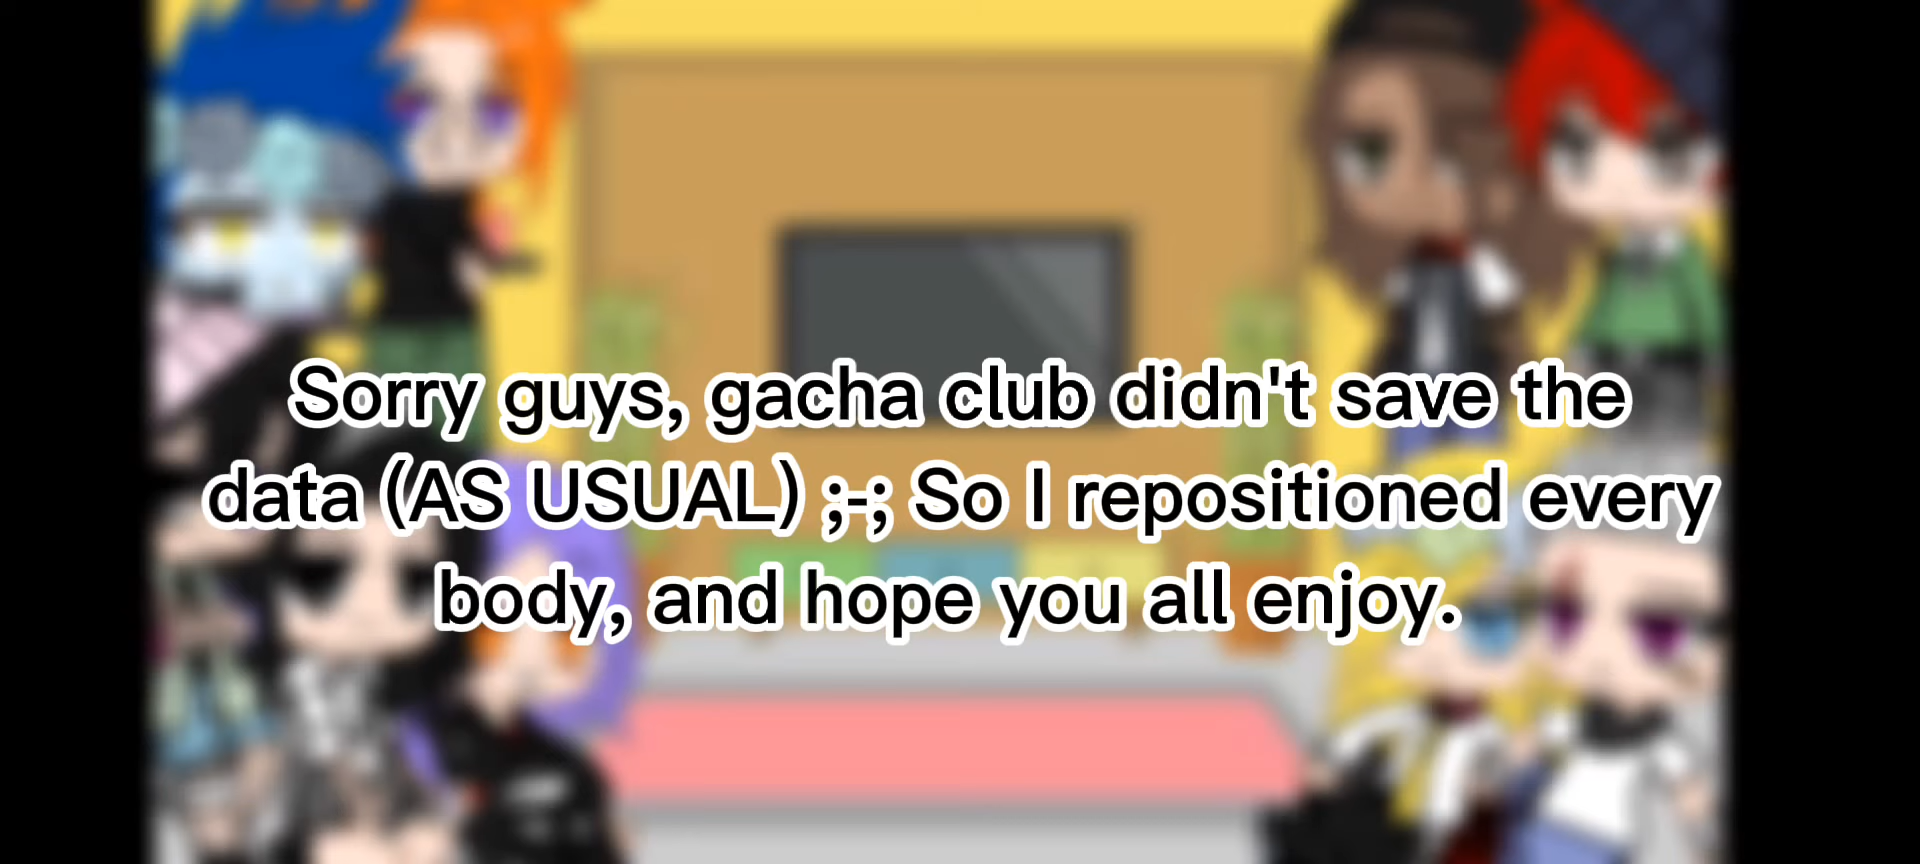 Sorry guys, gacha club didn't save the
data (AS USUAL) ;-; So I repositioned every
body, and hope you all enjoy.